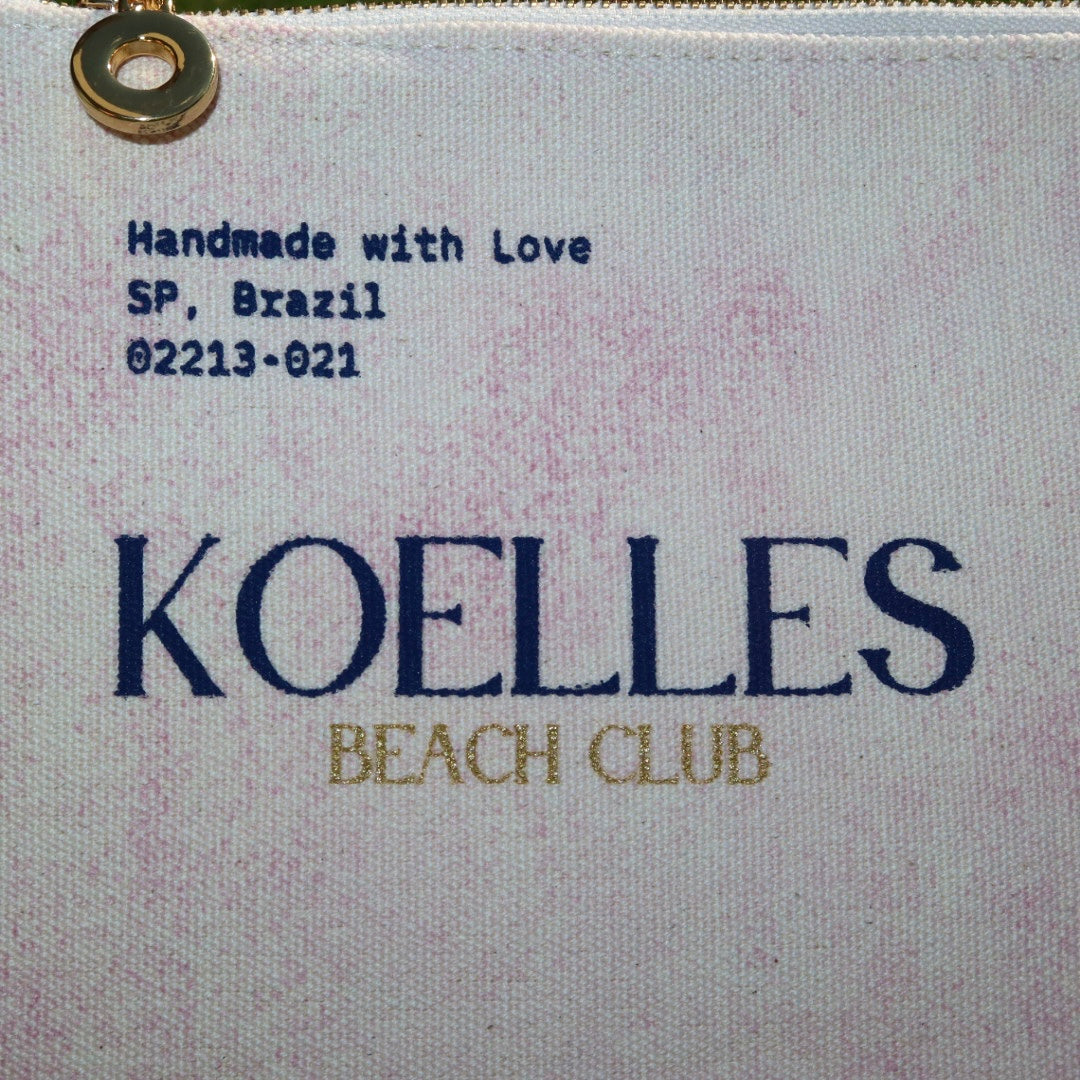 Handmade with Love
SP, Brazil
02213-021
KOELLES
BEACH CLUB